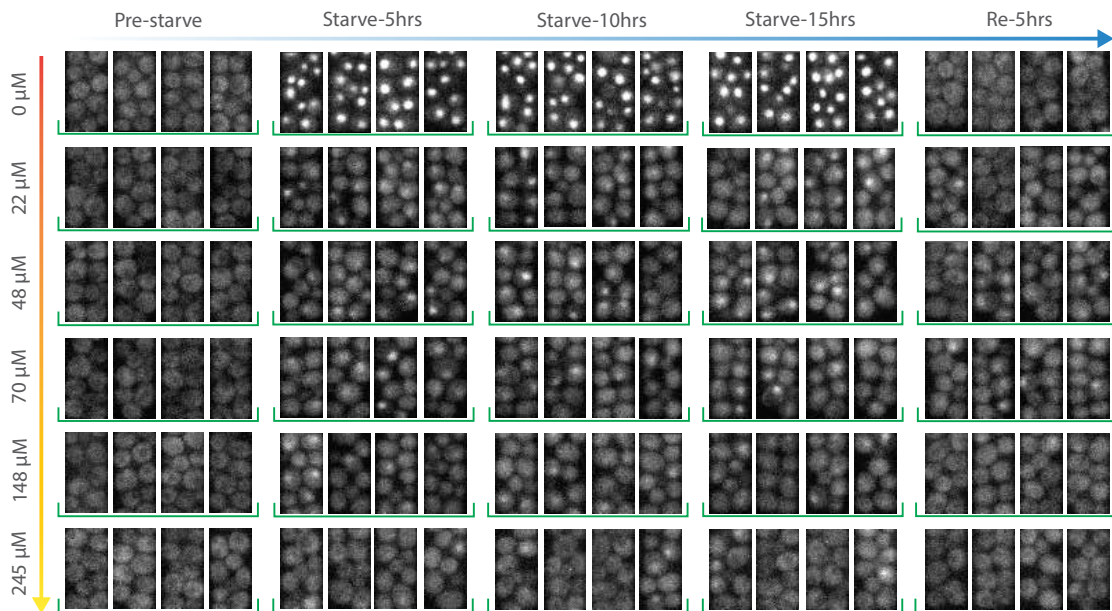 Pre-starve Starve-5hrs Starve-10hrs Starve-15hrs Re-5hrs
0 µM
22 µM
48 µM
70 µM
148 µM
245 µM